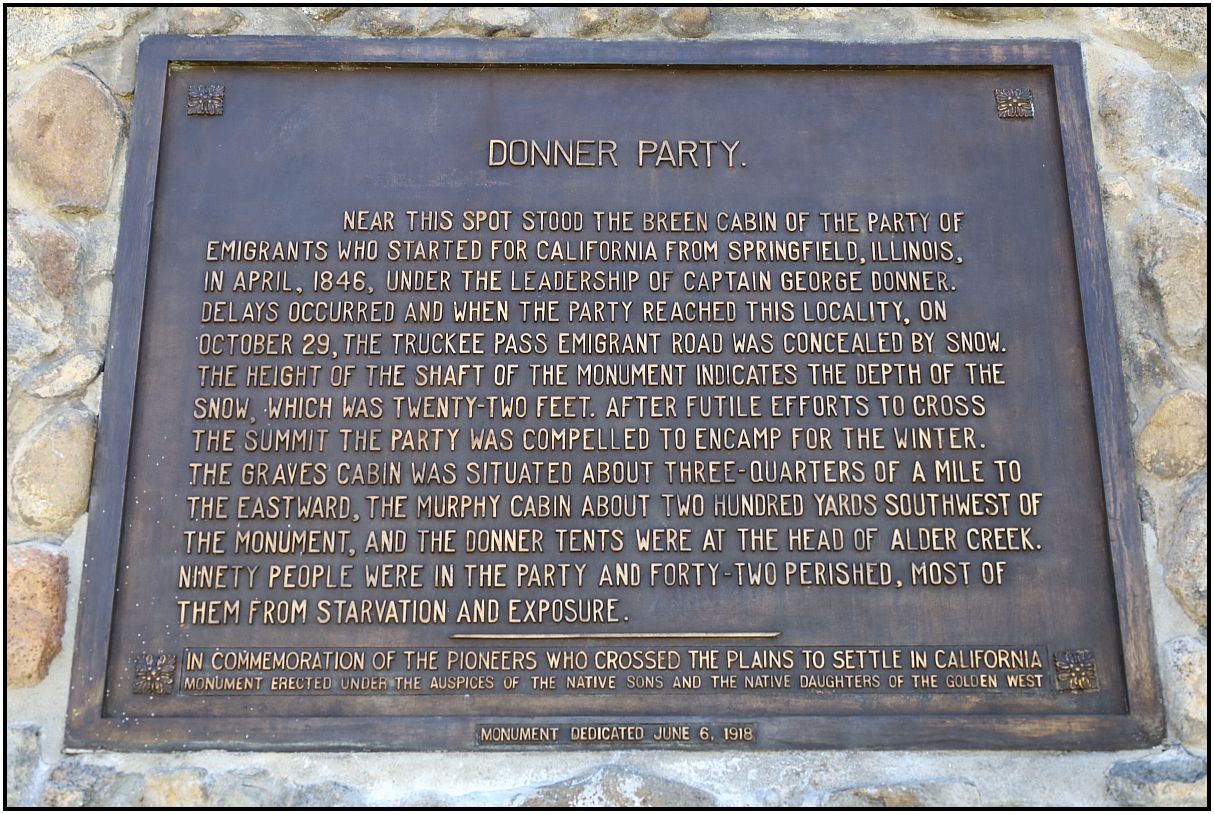 DONNER PARTY.
NEAR THIS SPOT STOOD THE BREEN CABIN OF THE PARTY OF
EMIGRANTS WHO STARTED FOR CALIFORNIA FROM SPRINGFIELD, ILLINOIS,
IN APRIL, 1846, UNDER THE LEADERSHIP OF CAPTAIN GEORGE DONNER.
DELAYS OCCURRED AND WHEN THE PARTY REACHED THIS LOCALITY, ON
OCTOBER 29, THE TRUCKEE PASS EMIGRANT ROAD WAS CONCEALED BY SNOW.
THE HEIGHT OF THE SHAFT OF THE MONUMENT INDICATES THE DEPTH OF THE
SNOW, WHICH WAS TWENTY-TWO FEET. AFTER FUTILE EFFORTS TO CROSS
THE SUMMIT THE PARTY WAS COMPELLED TO ENCAMP FOR THE WINTER.
THE GRAVES CABIN WAS SITUATED ABOUT THREE-QUARTERS OF A MILE TO
THE EASTWARD, THE MURPHY CABIN ABOUT TWO HUNDRED YARDS SOUTHWEST OF
THE MONUMENT, AND THE DONNER TENTS WERE AT THE HEAD OF ALDER CREEK.
NINETY PEOPLE WERE IN THE PARTY AND FORTY-TWO PERISHED, MOST OF
THEM FROM STARVATION AND EXPOSURE.
IN COMMEMORATION OF THE PIONEERS WHO CROSSED THE PLAINS TO SETTLE IN CALIFORNIA
MONUMENT ERECTED UNDER THE AUSPICES OF THE NATIVE SONS AND THE NATIVE DAUGHTERS OF THE GOLDEN WEST
MONUMENT DEDICATED JUNE 6, 1918